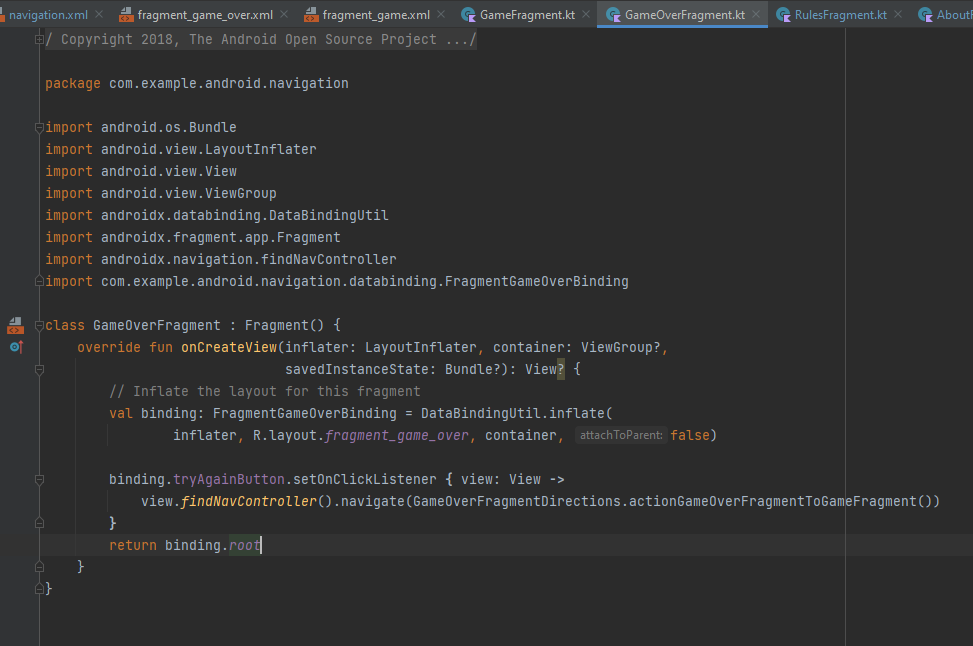 navigation.xml fragment_game_over.xml fragment_game.xml GameFragment.kt GameOverFragment.kt RulesFragment.kt AboutF
/ Copyright 2018, The Android Open Source Project .../
package com.example.android.navigation
import android.os.Bundle
import android.view.LayoutInflater
import android.view.View
import android.view.ViewGroup
import androidx.databinding.DataBindingUtil
import androidx.fragment.app.Fragment
import androidx.navigation.findNavController
import com.example.android.navigation.databinding.FragmentGameOverBinding
class GameOverFragment : Fragment() {
override fun onCreateView(inflater: LayoutInflater, container: ViewGroup?,
savedInstanceState: Bundle?): View? {
// Inflate the layout for this fragment
val binding: FragmentGameOverBinding = DataBindingUtil.inflate(
inflater, R.layout.fragment_game_over, container, attachToParent: false)
binding.tryAgainButton.setOnClickListener { view: View ->
view.findNavController().navigate(GameOverFragmentDirections.actionGameOverFragmentToGameFragment())
}
return binding.root
}
}